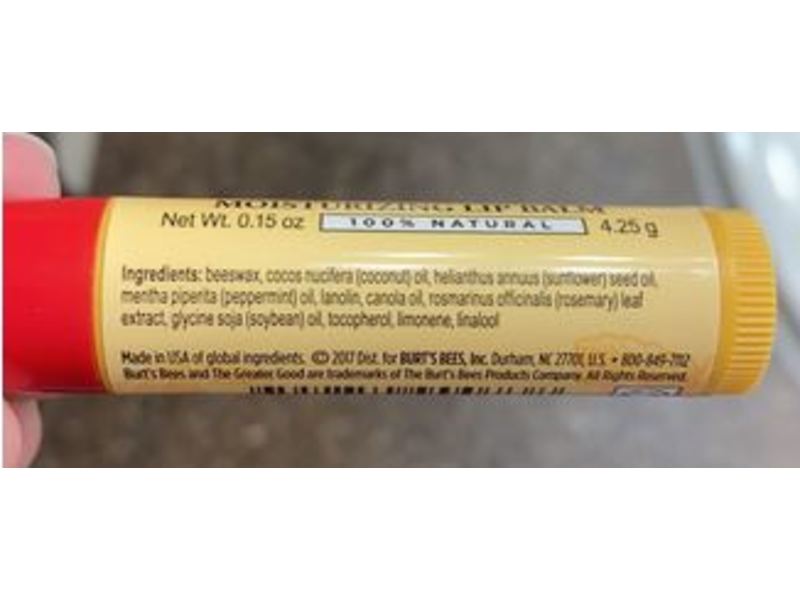 MOISTURIZING LIP BALM
Net Wt. 0.15 oz 100% NATURAL 4.25 g
Ingredients: beeswax, cocos nucifera (coconut) oil, helianthus annuus (sunflower) seed oil,
mentha piperita (peppermint) oil, lanolin, canola oil, rosmarinus officinalis (rosemary) leaf
extract, glycine soja (soybean) oil, tocopherol, limonene, linalool
Made in USA of global ingredients. © 2017 Dist. for BURT'S BEES, Inc. Durham, NC 27701, U.S. • 800-849-7112
Burt's Bees and The Greater Good are trademarks of The Burt's Bees Products Company. All Rights Reserved.